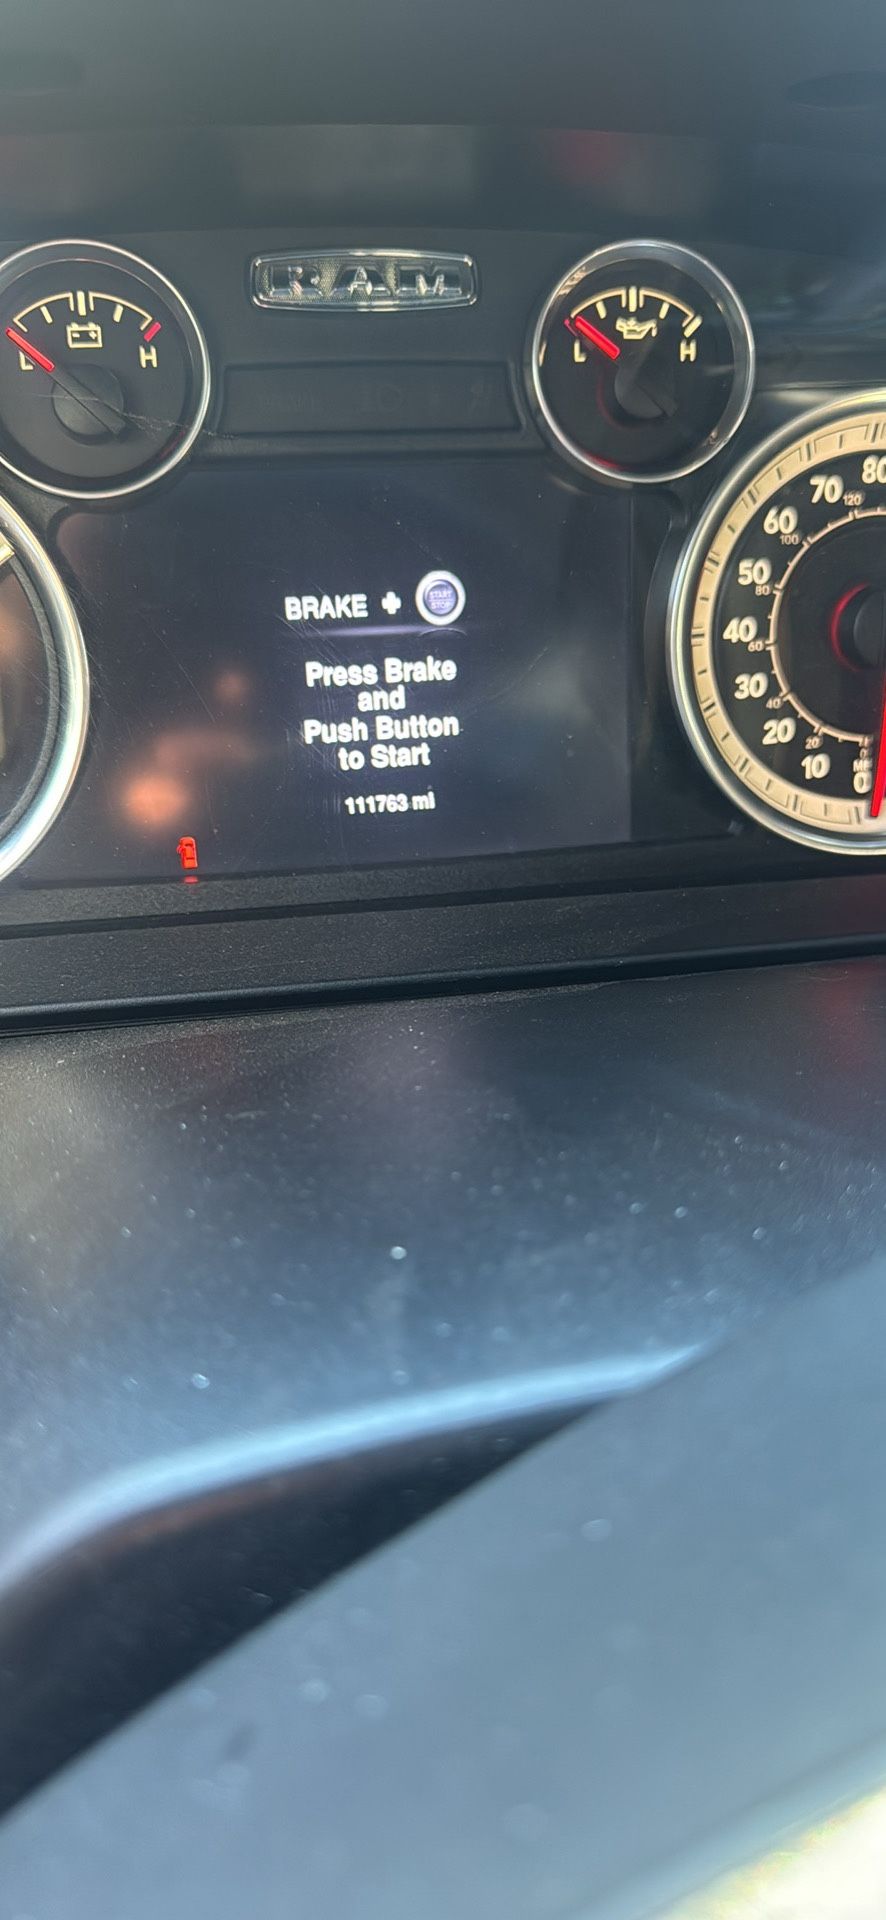 RAM
L H
L H
BRAKE + START STOP
Press Brake
and
Push Button
to Start
111763 mi
80
70 120
60 100
50 80
40 60
30 40
20 20
10
0